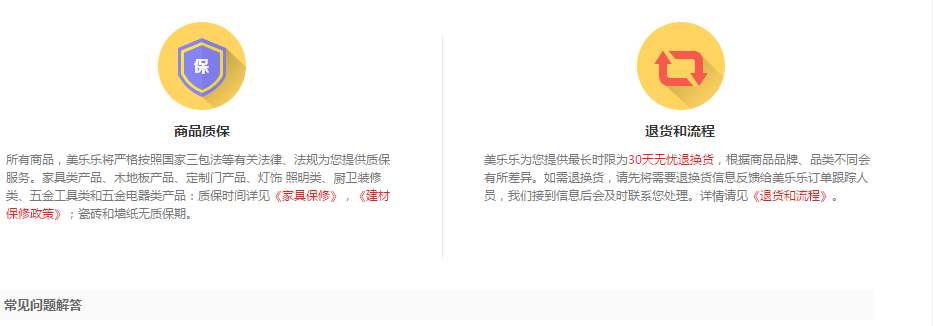 保
商品质保
所有商品，美乐乐将严格按照国家三包法等有关法律、法规为您提供质保
服务。家具类产品、木地板产品、定制门产品、灯饰 照明类、厨卫装修
类、五金工具类和五金电器类产品：质保时间详见《家具保修》，《建材
保修政策》；瓷砖和墙纸无质保期。
退货和流程
美乐乐为您提供最长时限为30天无忧退换货，根据商品品牌、品类不同会
有所差异。如需退换货，请先将需要退换货信息反馈给美乐乐订单跟踪人
员，我们接到信息后会及时联系您处理。详情请见《退货和流程》。
常见问题解答